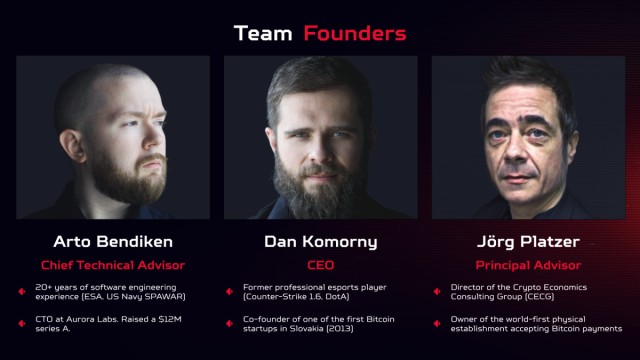 Team Founders
Arto Bendiken
Chief Technical Advisor
20+ years of software engineering
experience (ESA, US Navy SPAWAR)
CTO at Aurora Labs. Raised a $12M
series A.
Dan Komorny
CEO
Former professional esports player
(Counter-Strike 1.6, DotA)
Co-founder of one of the first Bitcoin
startups in Slovakia (2013)
Jörg Platzer
Principal Advisor
Director of the Crypto Economics
Consulting Group (CECG)
Owner of the world-first physical
establishment accepting Bitcoin payments